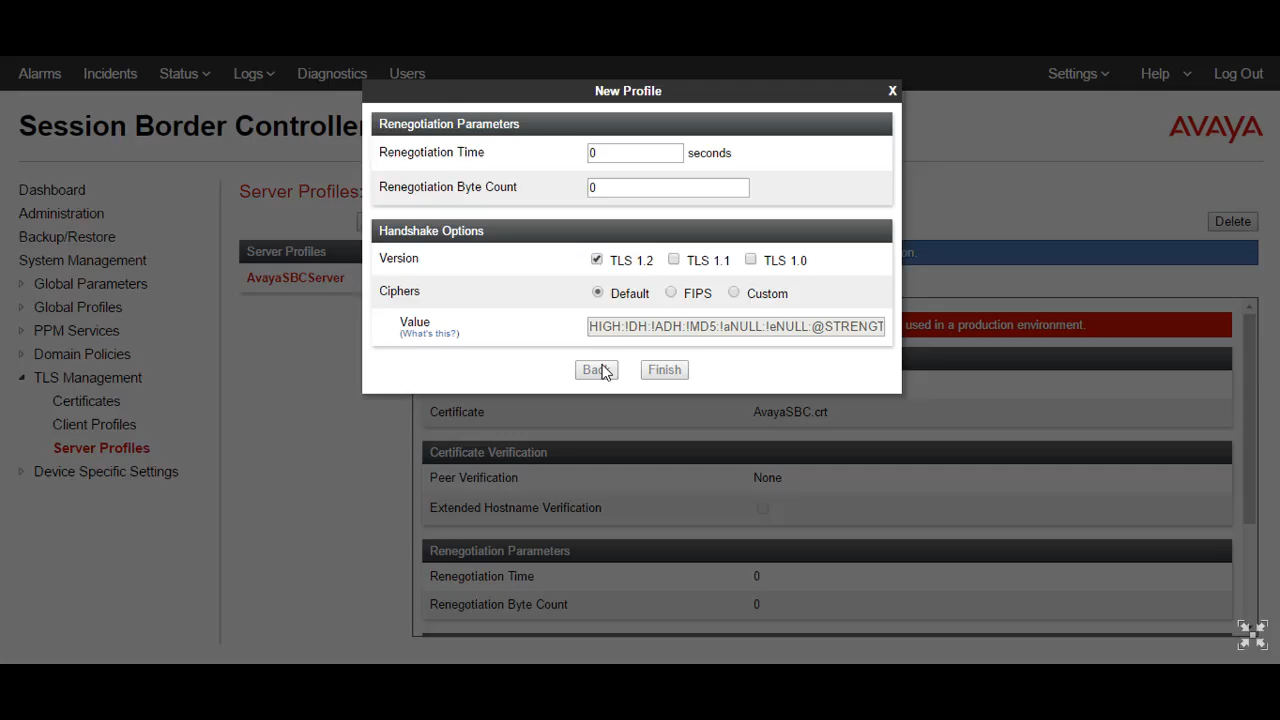 Alarms Incidents Status Logs Diagnostics Users Settings Help Log Out
New Profile X
Session Border Controller AVAYA
Dashboard
Administration
Backup/Restore
System Management
Global Parameters
Global Profiles
PPM Services
Domain Policies
TLS Management
Certificates
Client Profiles
Server Profiles
Device Specific Settings
Server Profiles:
Delete
Server Profiles
AvayaSBCServer
Renegotiation Parameters
Renegotiation Time 0 seconds
Renegotiation Byte Count 0
Handshake Options
Version TLS 1.2 TLS 1.1 TLS 1.0
Ciphers Default FIPS Custom
Value HIGH:!DH:!ADH:!MD5:!aNULL:!eNULL:@STRENGT
(What's this?)
Back Finish
used in a production environment.
Certificate AvayaSBC.crt
Certificate Verification
Peer Verification None
Extended Hostname Verification
Renegotiation Parameters
Renegotiation Time 0
Renegotiation Byte Count 0